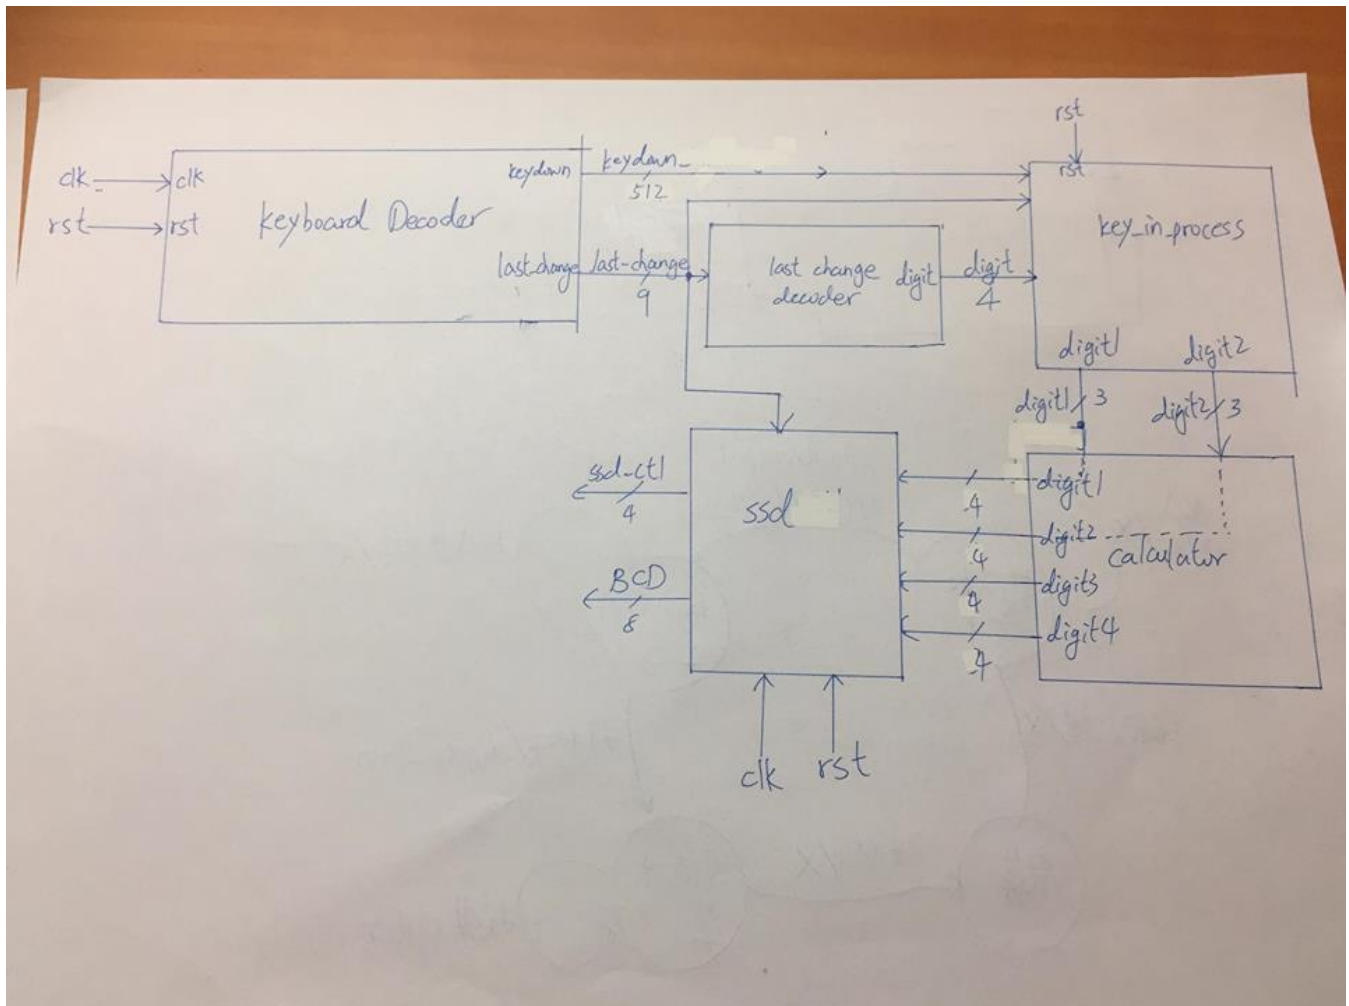 rst
clk
clk
rst
rst
keyboard Decoder
keydown
keydown_
512
last_change
last-change
9
last change
decoder
digit
digit
4
rst
key_in_process
digit1
digit2
digit1
3
digit2
3
ssd_ctl
4
BCD
8
ssd
4
4
4
4
digit1
digit2
digit3
digit4
calculator
clk
rst